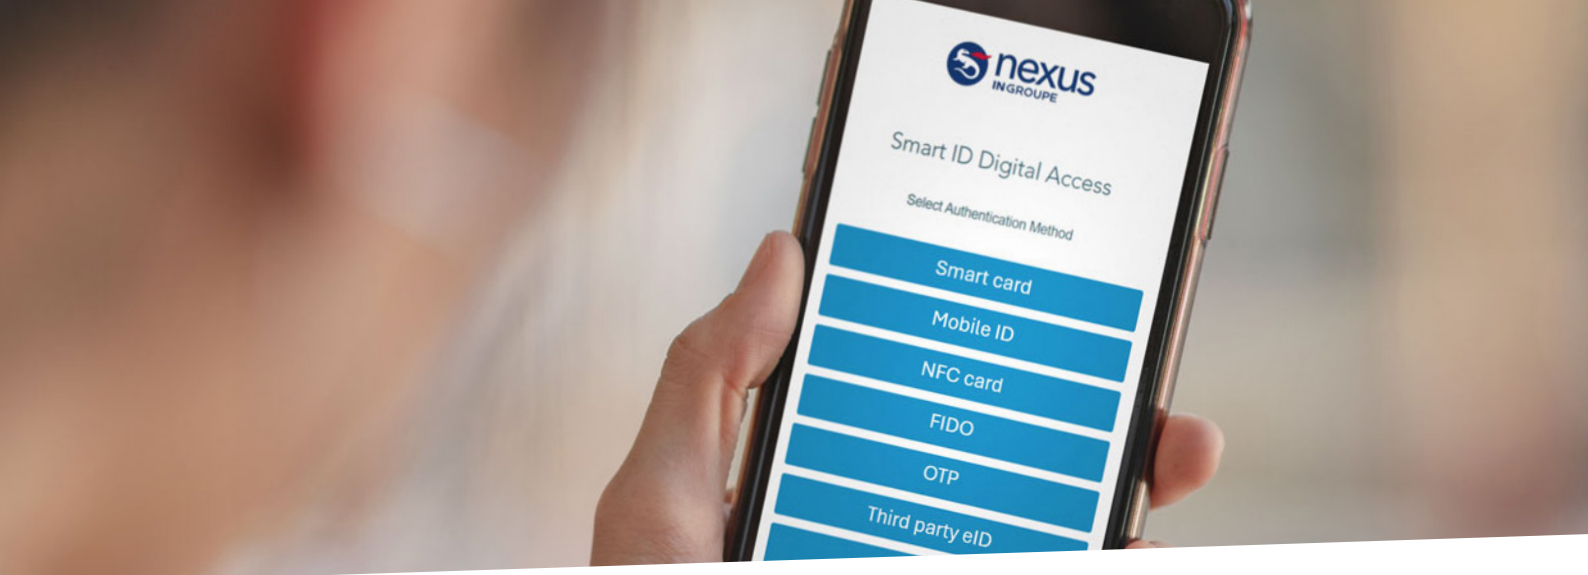 nexus
INGROUPE
Smart ID Digital Access
Select Authentication Method
Smart card
Mobile ID
NFC card
FIDO
OTP
Third party eID